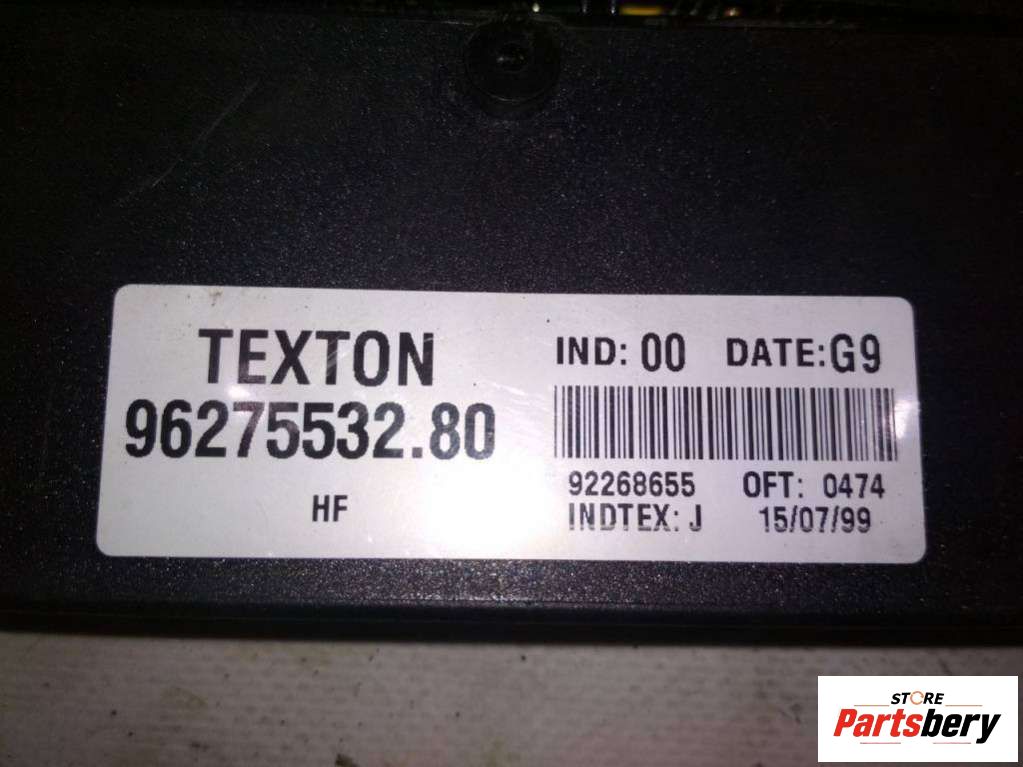 TEXTON
96275532.80
HF
IND: 00 DATE: G9
92268655 OFT: 0474
INDTEX: J 15/07/99
STORE
Partsbery